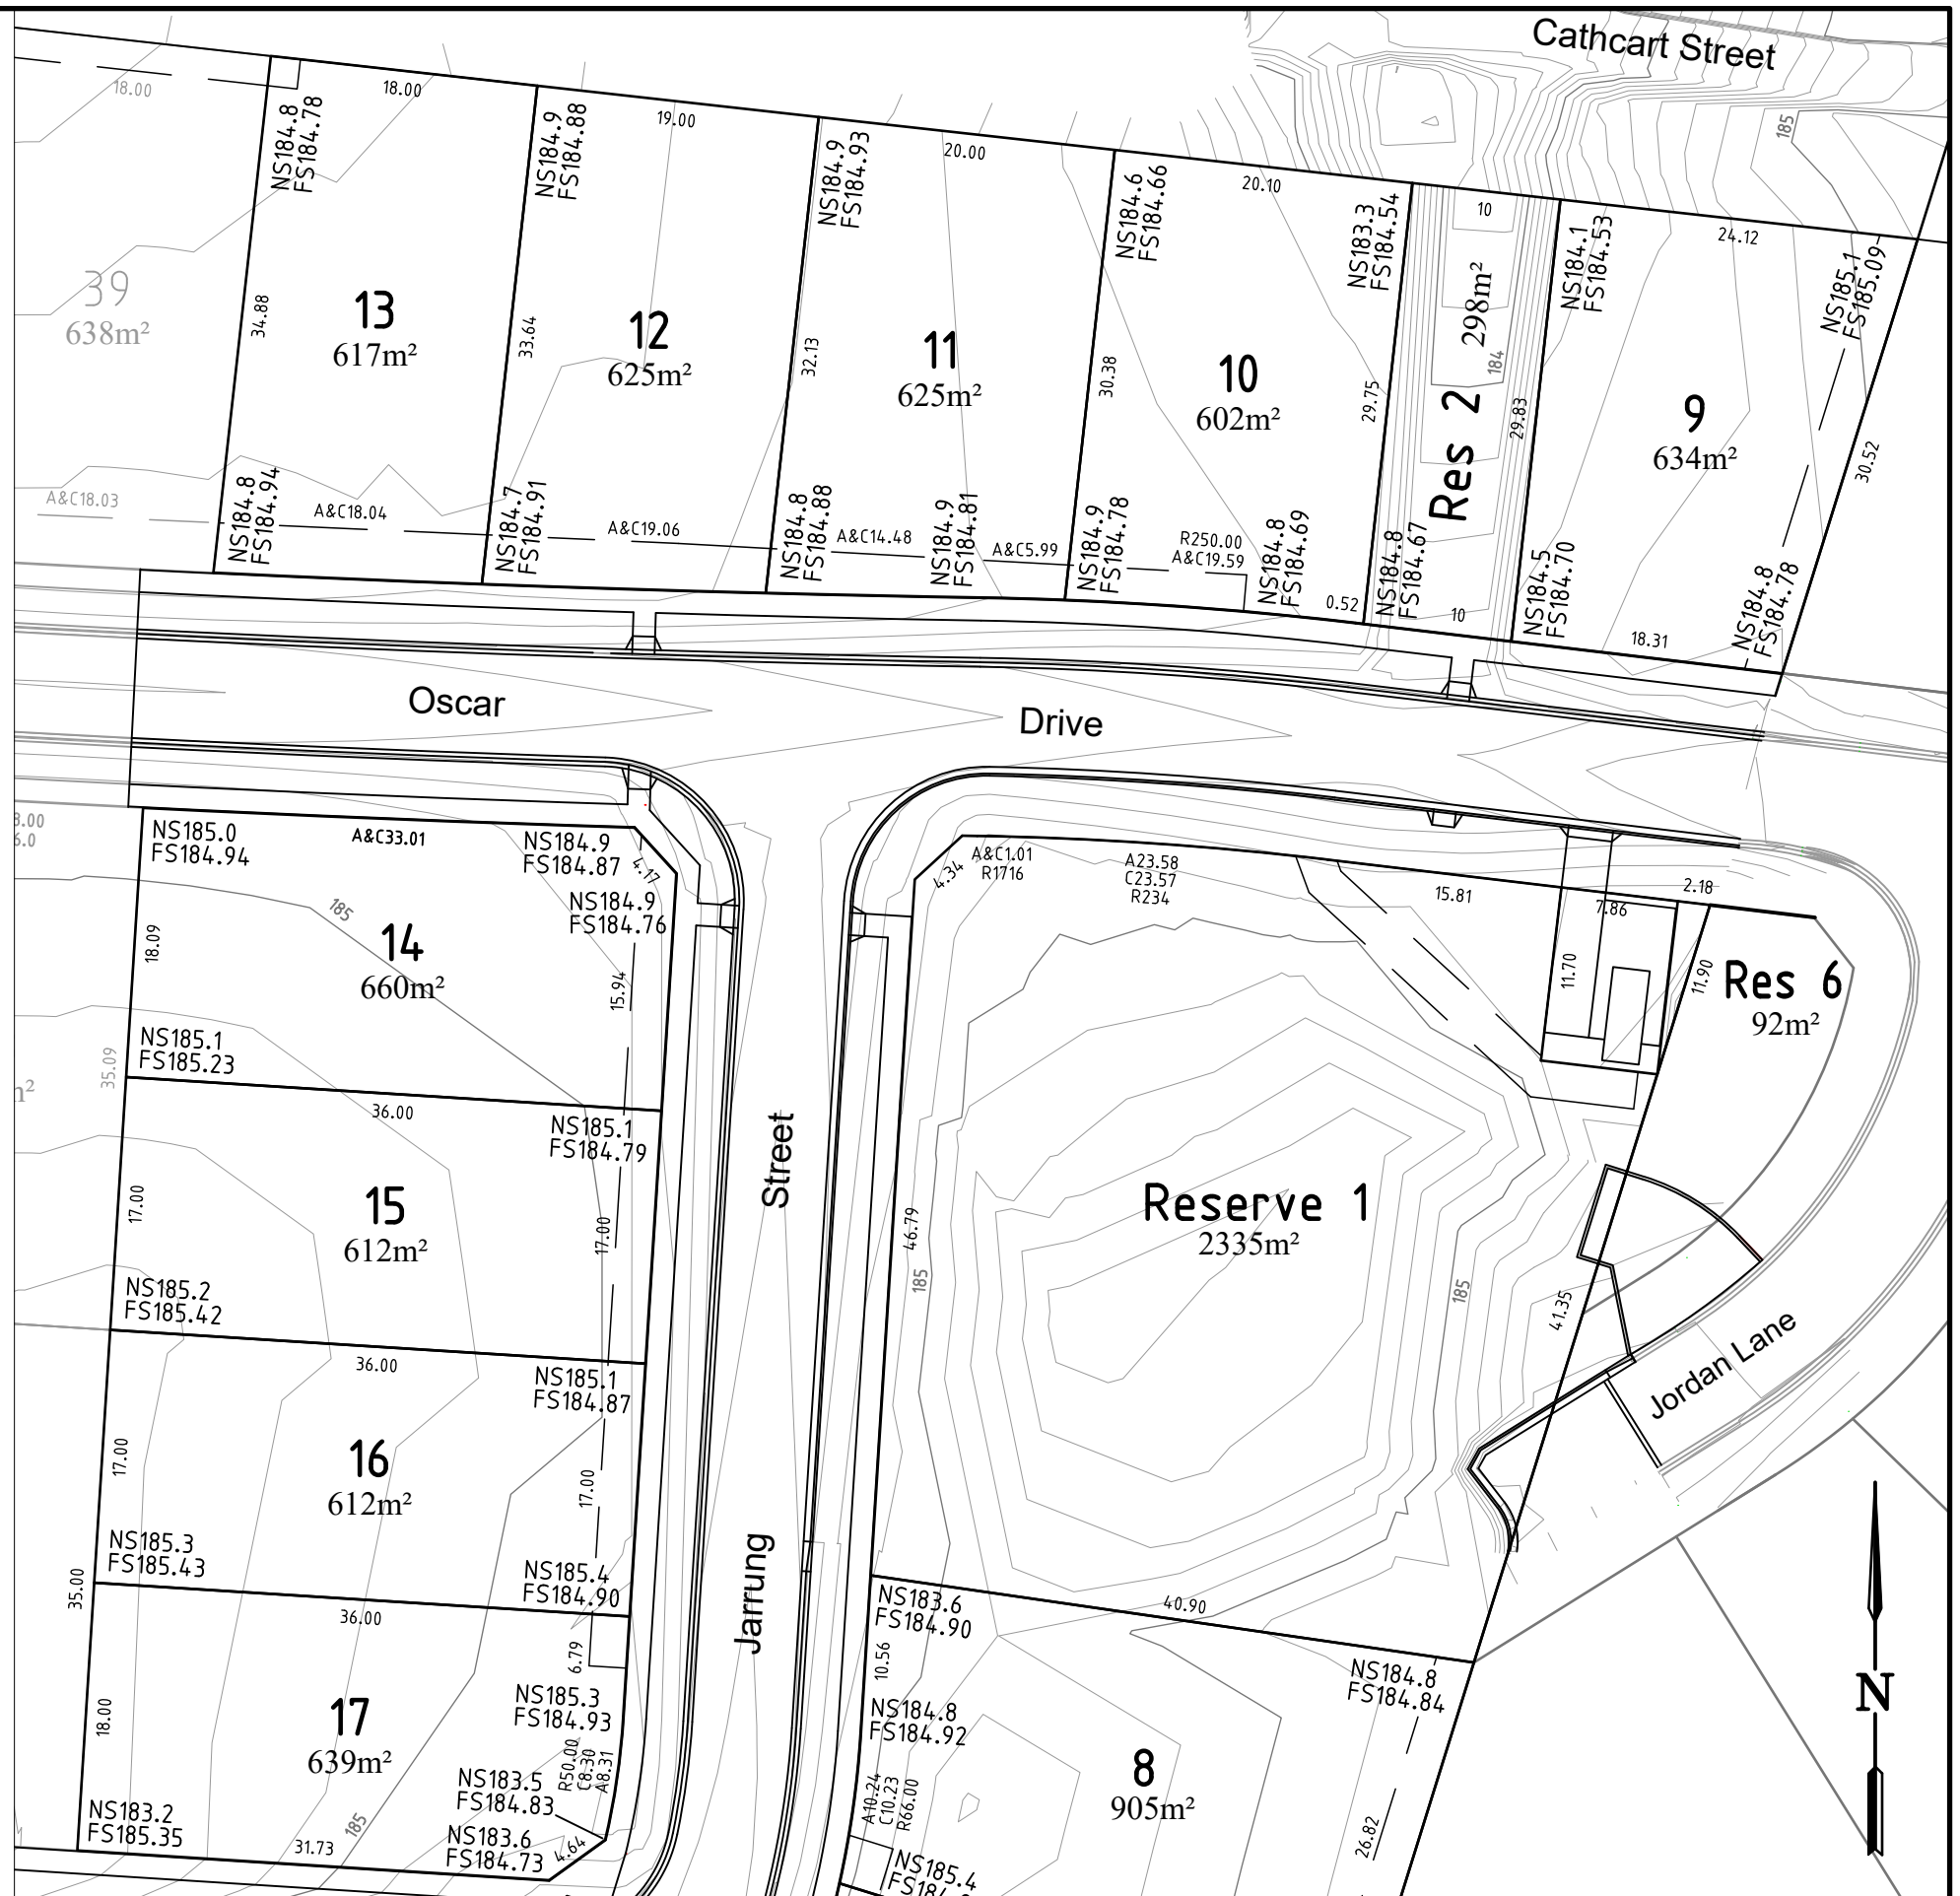 Cathcart Street
18.00
18.00
19.00
20.00
20.10
24.12
185
NS184.8
FS184.78
NS184.9
FS184.88
NS184.9
FS184.93
NS184.6
FS184.66
NS183.3
FS184.54
10
NS184.1
FS184.53
NS185.1
FS185.09
39
638m²
34.88
13
617m²
33.64
12
625m²
32.13
11
625m²
30.38
10
602m²
29.75
298m²
184
Res 2
29.83
9
634m²
30.52
A&C18.03
NS184.8
FS184.94
A&C18.04
NS184.7
FS184.91
A&C19.06
NS184.8
FS184.88
A&C14.48
NS184.9
FS184.81
A&C5.99
NS184.9
FS184.78
R250.00
A&C19.59
NS184.8
FS184.69
0.52
NS184.8
FS184.67
10
NS184.5
FS184.70
18.31
NS184.8
FS184.78
Oscar
Drive
8.00
6.0
NS185.0
FS184.94
A&C33.01
NS184.9
FS184.87
4.17
NS184.9
FS184.76
4.34
A&C1.01
R1716
A23.58
C23.57
R234
15.81
2.18
7.86
185
18.09
14
660m²
15.94
11.70
11.90
Res 6
92m²
NS185.1
FS185.23
35.09
m²
36.00
NS185.1
FS184.79
Street
17.00
15
612m²
17.00
46.79
185
Reserve 1
2335m²
185
41.35
NS185.2
FS185.42
36.00
NS185.1
FS184.87
Jordan Lane
17.00
16
612m²
17.00
NS185.3
FS185.43
NS185.4
FS184.90
35.00
36.00
Jarrung
NS183.6
FS184.90
40.90
6.79
10.56
NS184.8
FS184.84
N
18.00
17
639m²
NS185.3
FS184.93
NS184.8
FS184.92
R50.00
C8.30
A8.31
8
905m²
NS183.5
FS184.83
A10.24
C10.23
R66.00
NS183.2
FS185.35
31.73
185
NS183.6
FS184.73
4.64
26.82
NS185.4